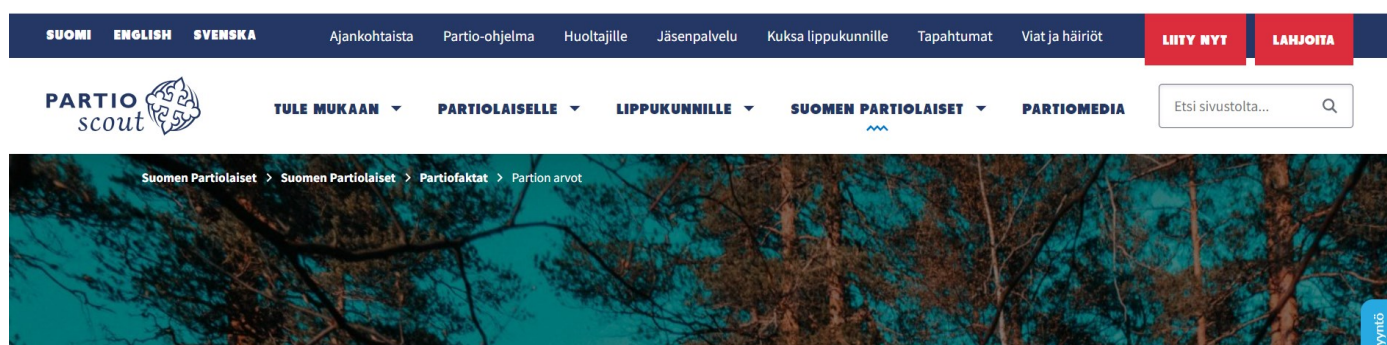 SUOMI ENGLISH SVENSKA Ajankohtaista Partio-ohjelma Huoltajille Jäsenpalvelu Kuksa lippukunnille Tapahtumat Viat ja häiriöt LIITY NYT LAHJOITA
PARTIO
scout
TULE MUKAAN PARTIOLAISELLE LIPPUKUNNILLE SUOMEN PARTIOLAISET PARTIOMEDIA Etsi sivustolta...
Suomen Partiolaiset > Suomen Partiolaiset > Partiofaktat > Partion arvot